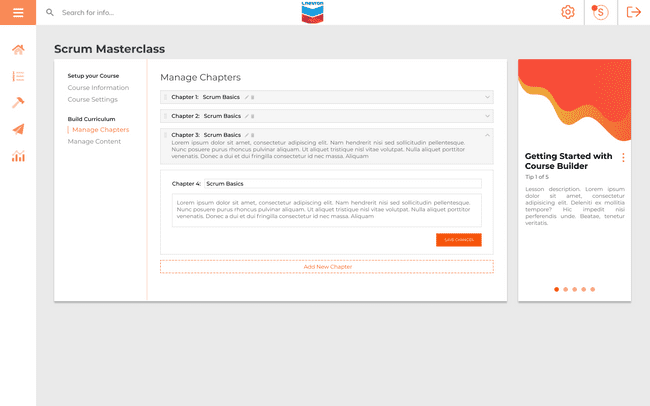 Search for info...
Chevron
S
Scrum Masterclass
Setup your Course
Course Information
Course Settings
Build Curriculum
Manage Chapters
Manage Content
Manage Chapters
Chapter 1: Scrum Basics
Chapter 2: Scrum Basics
Chapter 3: Scrum Basics
Lorem ipsum dolor sit amet, consectetur adipiscing elit. Nam hendrerit nisi sed sollicitudin pellentesque.
Nunc posuere purus rhoncus pulvinar aliquam. Ut aliquet tristique nisl vitae volutpat. Nulla aliquet porttitor
venenatis. Donec a dui et dui fringilla consectetur id nec massa. Aliquam
Chapter 4: Scrum Basics
Lorem ipsum dolor sit amet, consectetur adipiscing elit. Nam hendrerit nisi sed sollicitudin pellentesque.
Nunc posuere purus rhoncus pulvinar aliquam. Ut aliquet tristique nisl vitae volutpat. Nulla aliquet porttitor
venenatis. Donec a dui et dui fringilla consectetur id nec massa. Aliquam
SAVE CHANGES
Add New Chapter
Getting Started with
Course Builder
Tip 1 of 5
Lesson description. Lorem ipsum
dolor sit amet, consectetur
adipisicing elit. Deleniti ex mollitia
tempore? Hic impedit nisi
perferendis unde. Beatae, tenetur
veritatis.